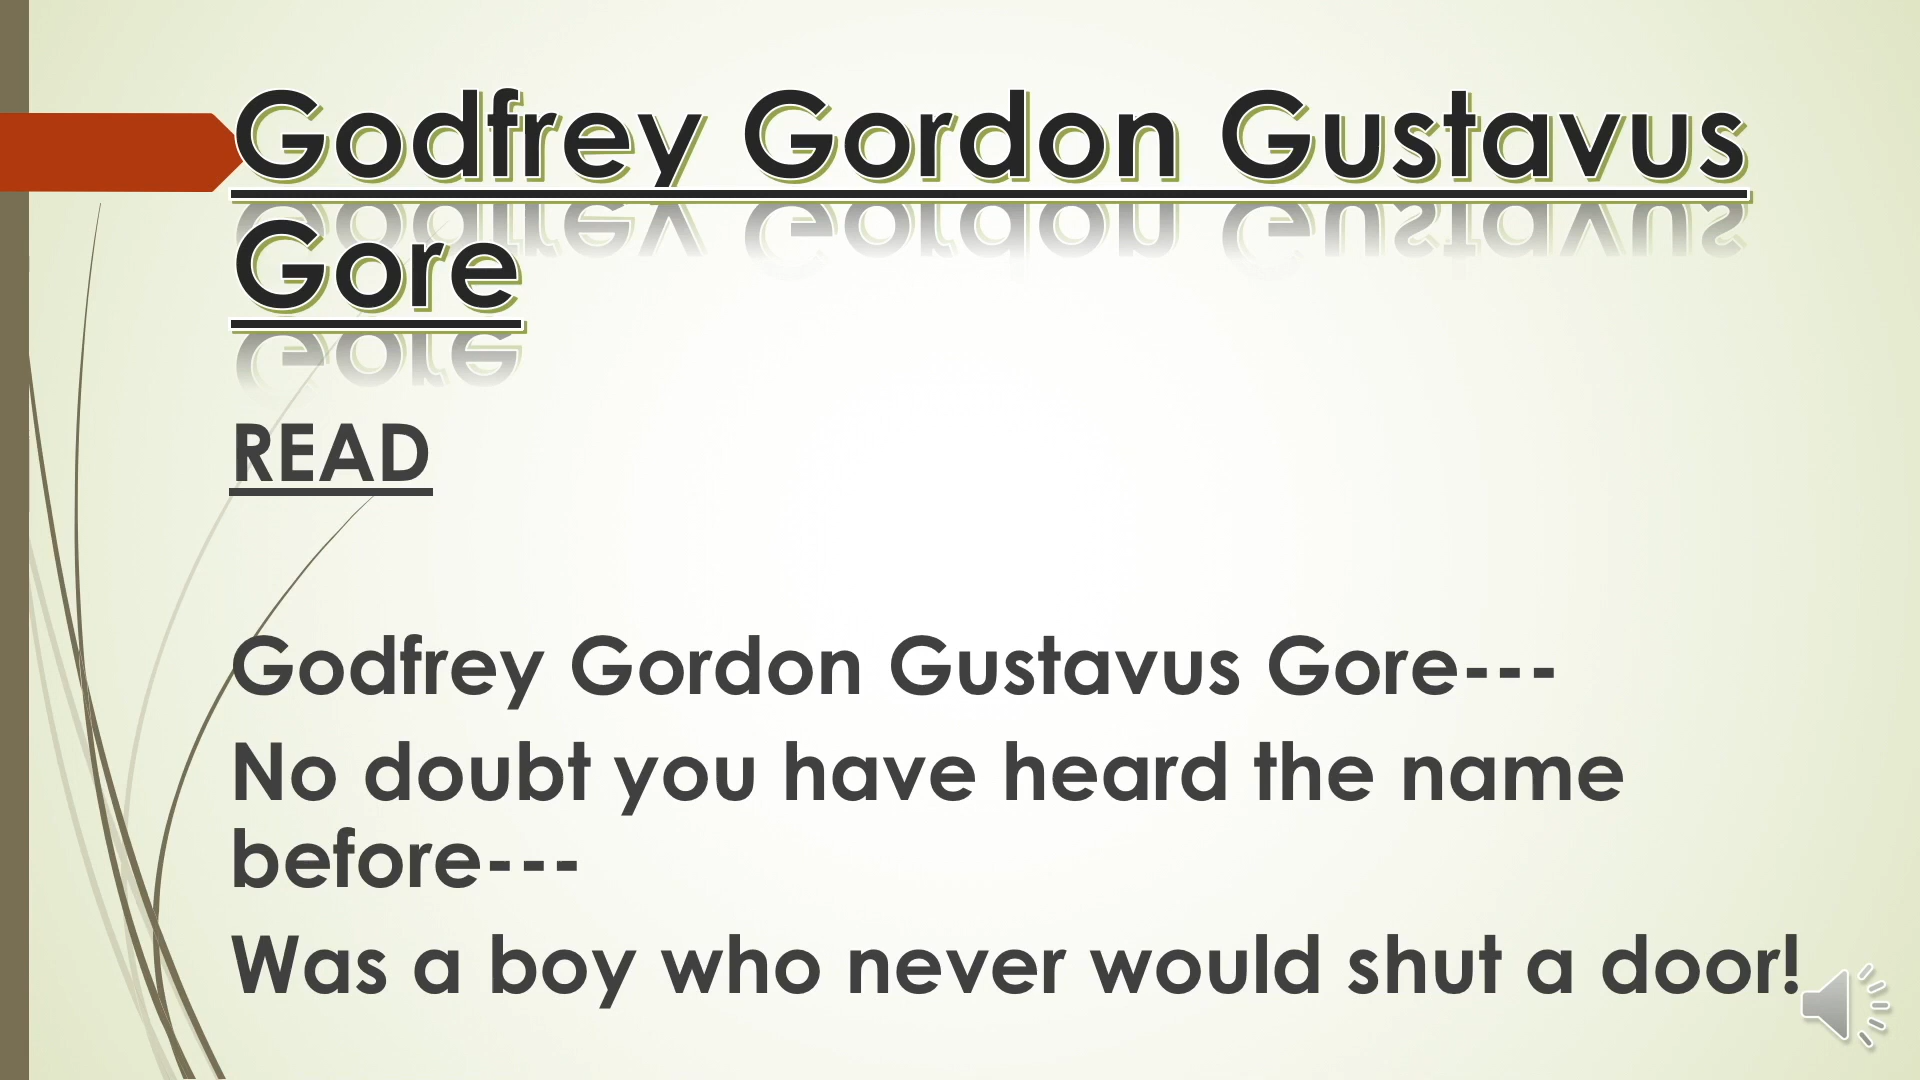 Godfrey Gordon Gustavus
Gore
READ
Godfrey Gordon Gustavus Gore---
No doubt you have heard the name
before---
Was a boy who never would shut a door!